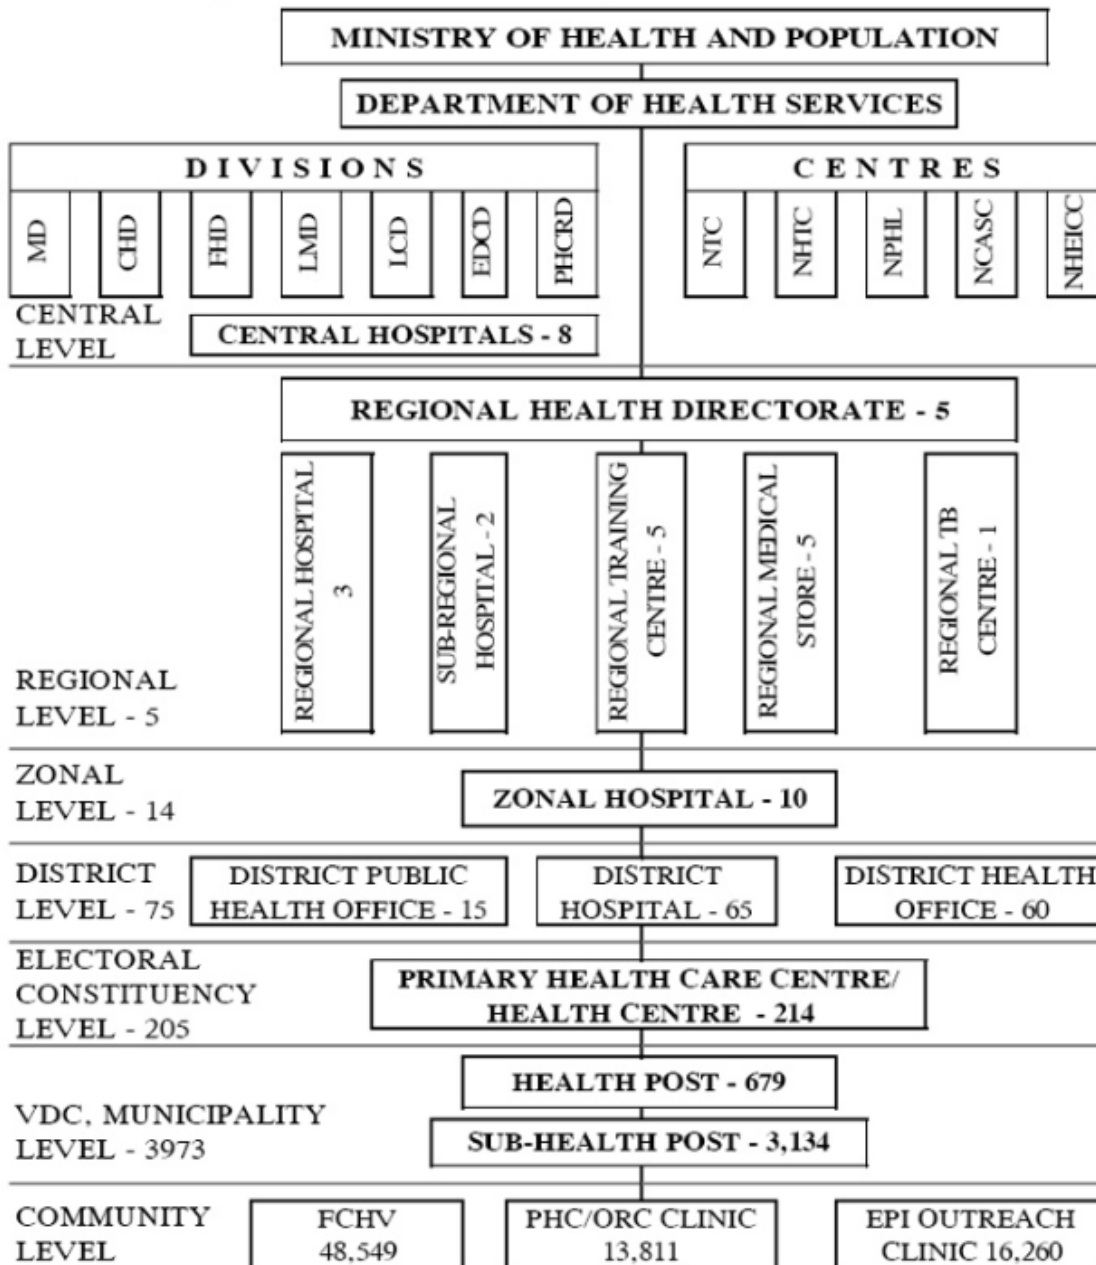 MINISTRY OF HEALTH AND POPULATION
DEPARTMENT OF HEALTH SERVICES
DIVISIONS
CENTRES
MD
CHD
FHD
LMD
LCD
EDCD
PHCRD
NTC
NHTC
NPHL
NCASC
NHEICC
CENTRAL
LEVEL
CENTRAL HOSPITALS - 8
REGIONAL HEALTH DIRECTORATE - 5
REGIONAL HOSPITAL
3
SUB-REGIONAL
HOSPITAL - 2
REGIONAL TRAINING
CENTRE - 5
REGIONAL MEDICAL
STORE - 5
REGIONAL TB
CENTRE - 1
REGIONAL
LEVEL - 5
ZONAL
LEVEL - 14
ZONAL HOSPITAL - 10
DISTRICT
LEVEL - 75
DISTRICT PUBLIC
HEALTH OFFICE - 15
DISTRICT
HOSPITAL - 65
DISTRICT HEALTH
OFFICE - 60
ELECTORAL
CONSTITUENCY
LEVEL - 205
PRIMARY HEALTH CARE CENTRE/
HEALTH CENTRE - 214
HEALTH POST - 679
VDC, MUNICIPALITY
LEVEL - 3973
SUB-HEALTH POST - 3,134
COMMUNITY
LEVEL
FCHV
48,549
PHC/ORC CLINIC
13,811
EPI OUTREACH
CLINIC 16,260